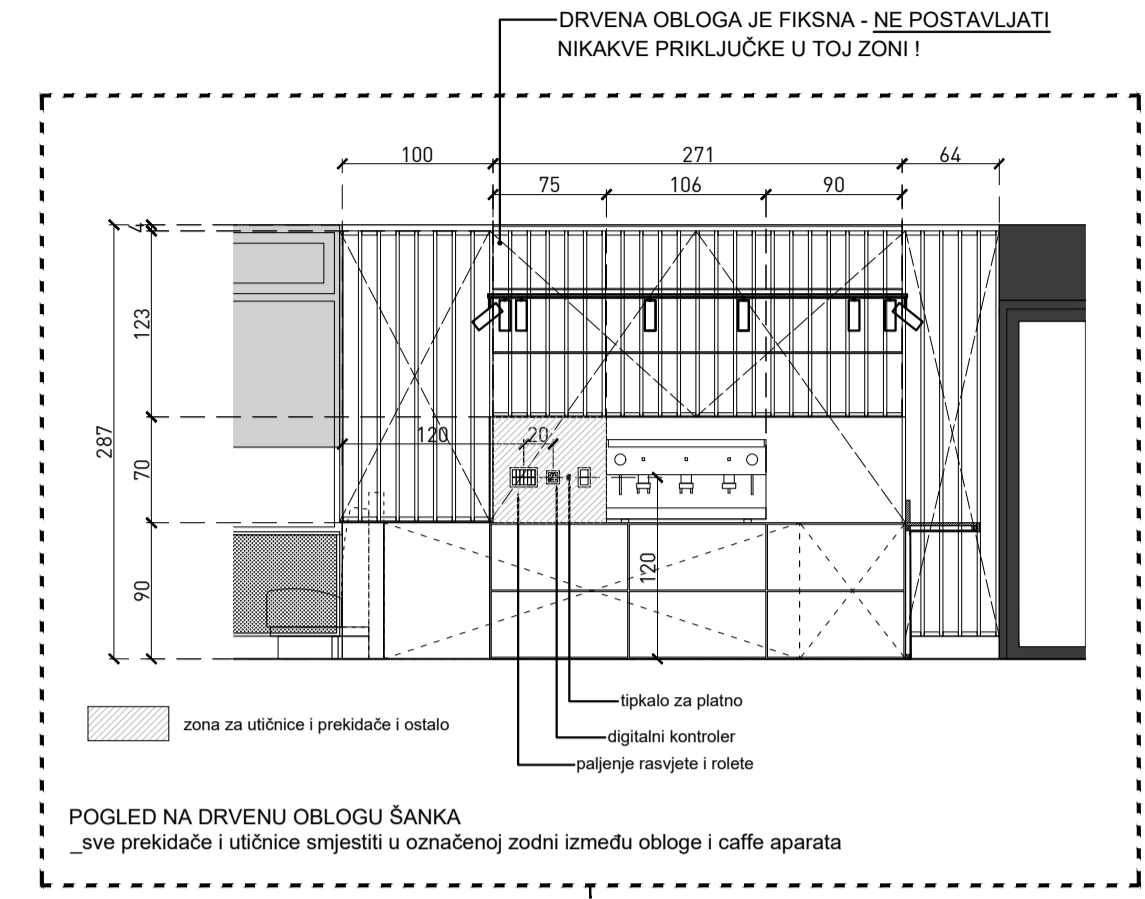 DRVENA OBLOGA JE FIKSNA - NE POSTAVLJATI
NIKAKVE PRIKLJUČKE U TOJ ZONI !
100
271
64
75
106
90
4
123
287
120
20
70
90
120
tipkalo za platno
zona za utičnice i prekidače i ostalo
digitalni kontroler
paljenje rasvjete i rolete
POGLED NA DRVENU OBLOGU ŠANKA
_sve prekidače i utičnice smjestiti u označenoj zodni između obloge i caffe aparata